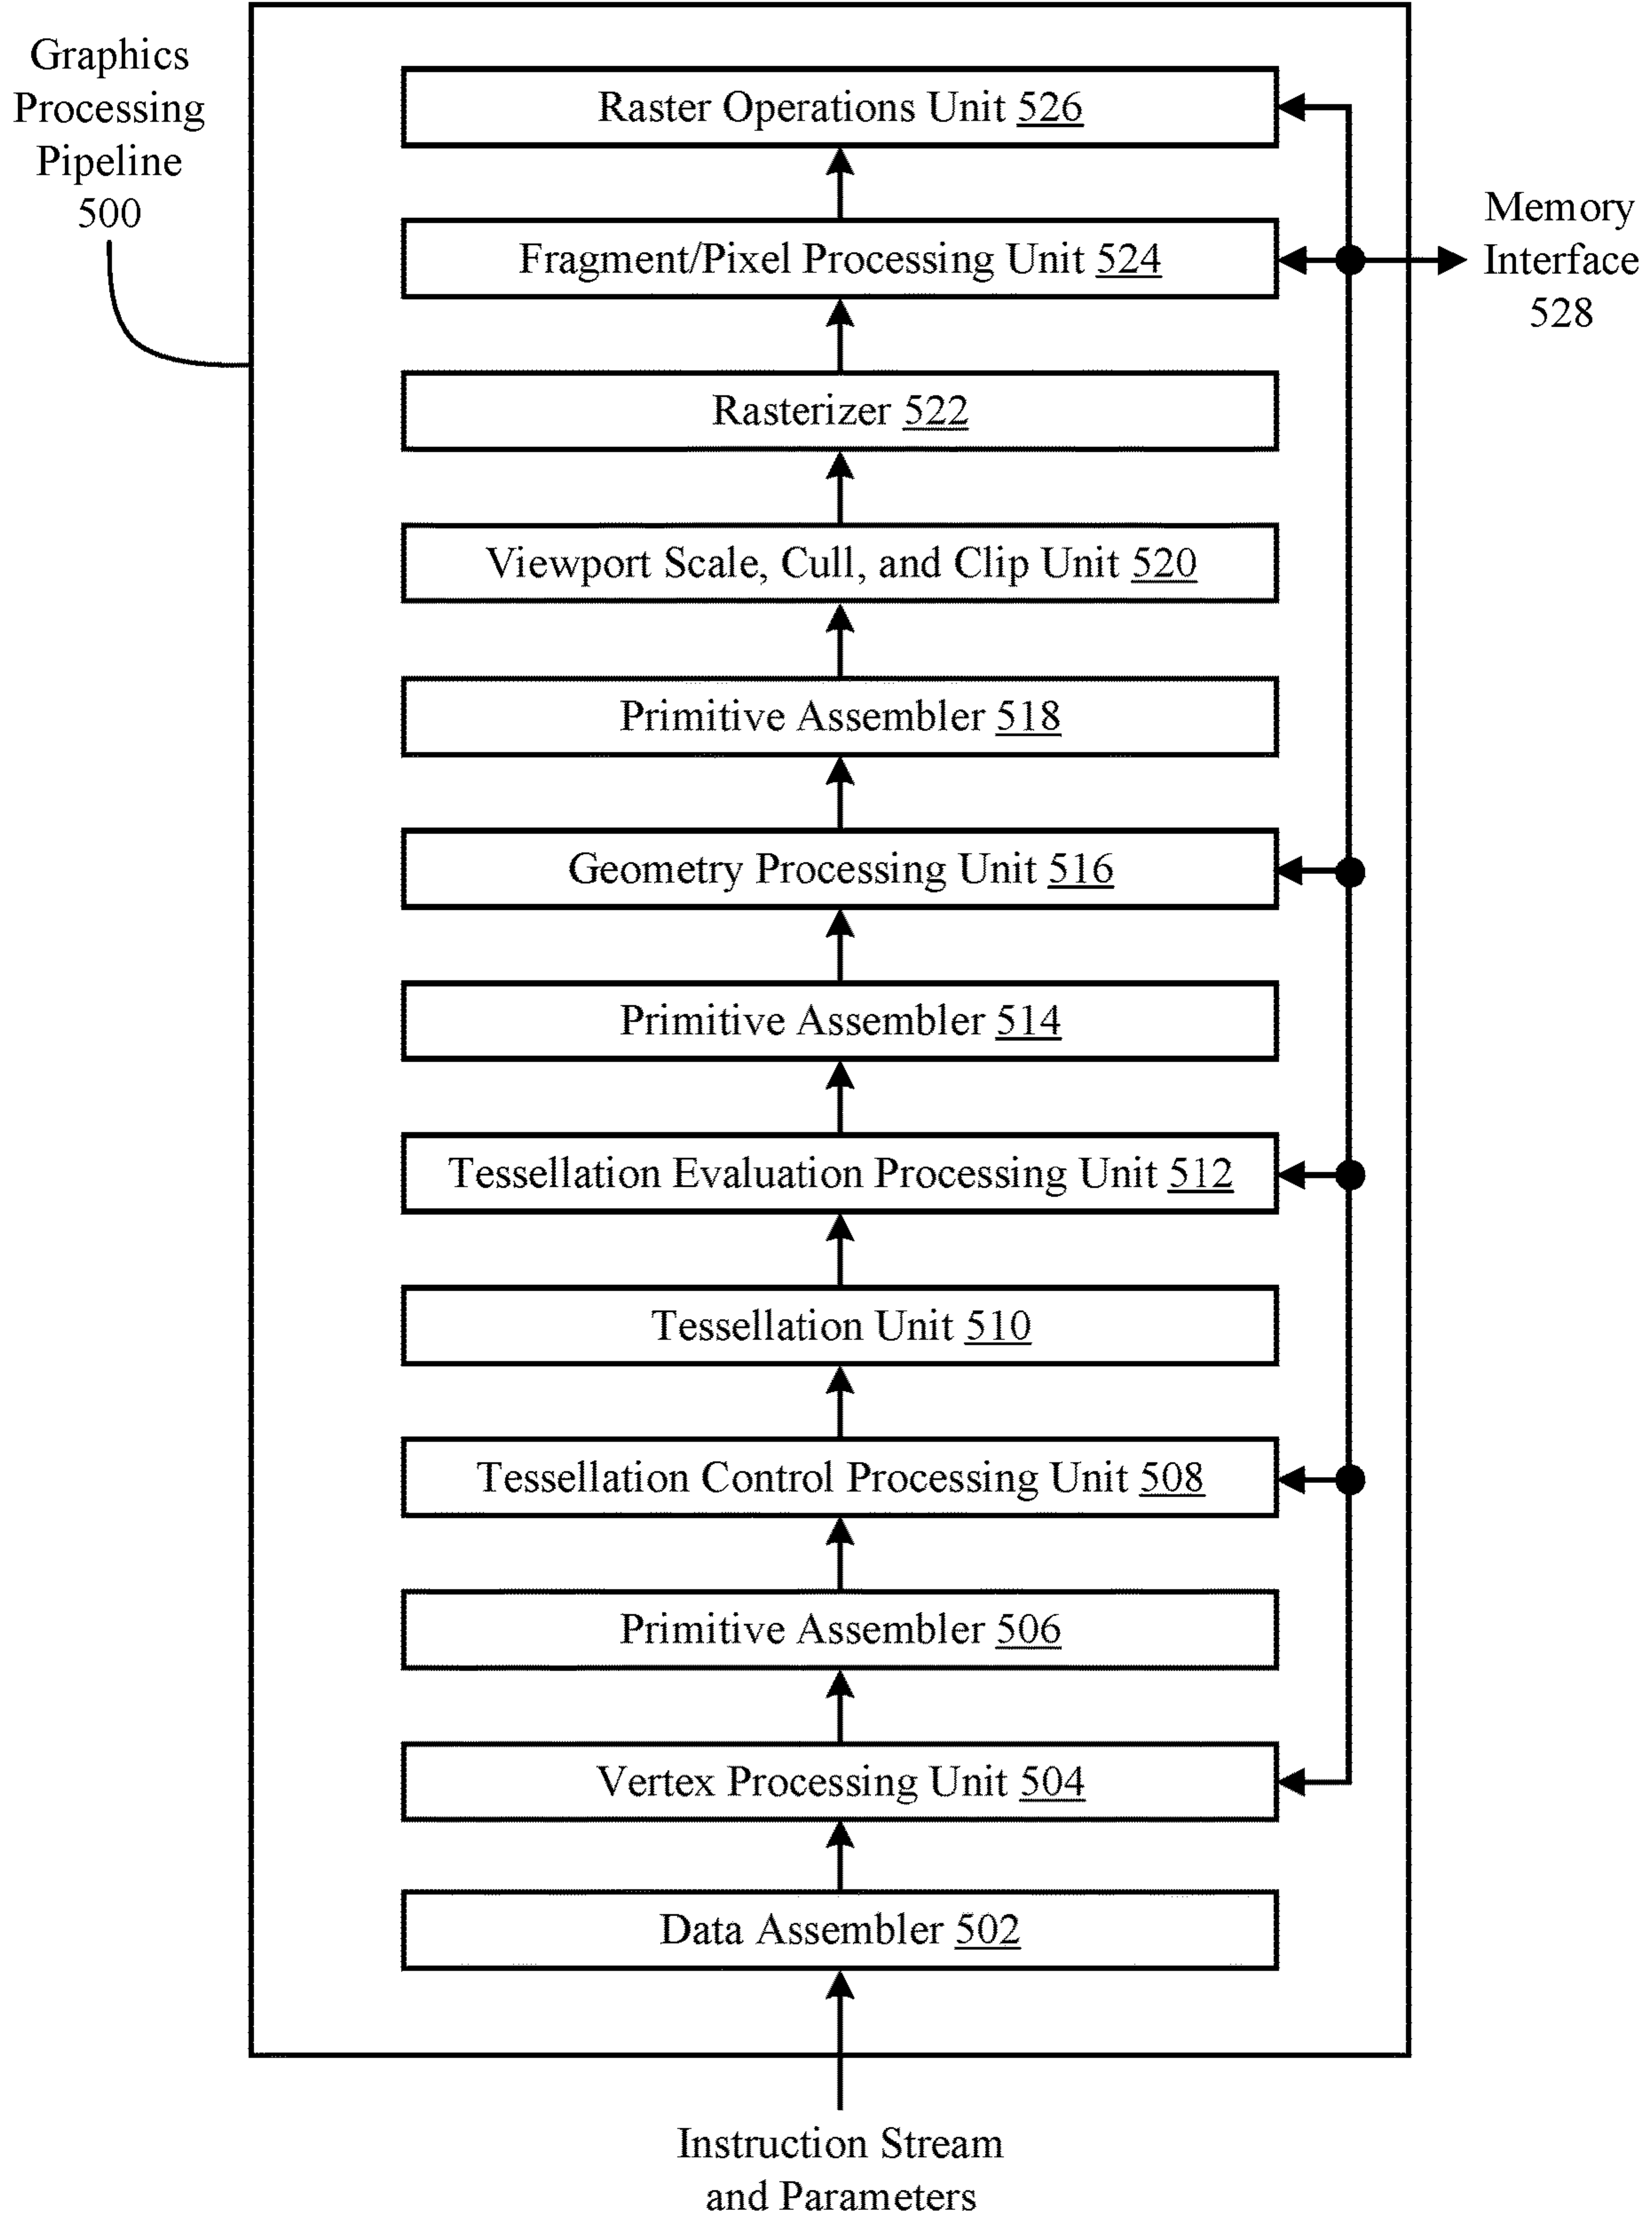 Graphics
Processing
Pipeline
500
Raster Operations Unit 526
Fragment/Pixel Processing Unit 524
Memory
Interface
528
Rasterizer 522
Viewport Scale, Cull, and Clip Unit 520
Primitive Assembler 518
Geometry Processing Unit 516
Primitive Assembler 514
Tessellation Evaluation Processing Unit 512
Tessellation Unit 510
Tessellation Control Processing Unit 508
Primitive Assembler 506
Vertex Processing Unit 504
Data Assembler 502
Instruction Stream
and Parameters